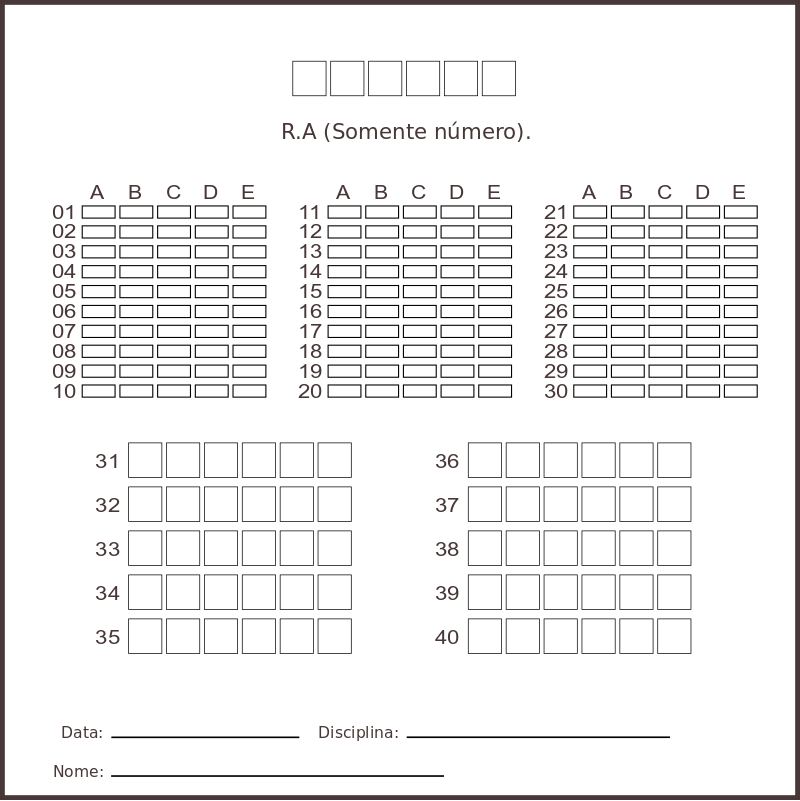 R.A (Somente número).
A B C D E A B C D E A B C D E
01 11 21
02 12 22
03 13 23
04 14 24
05 15 25
06 16 26
07 17 27
08 18 28
09 19 29
10 20 30
31 36
32 37
33 38
34 39
35 40
Data: Disciplina:
Nome: